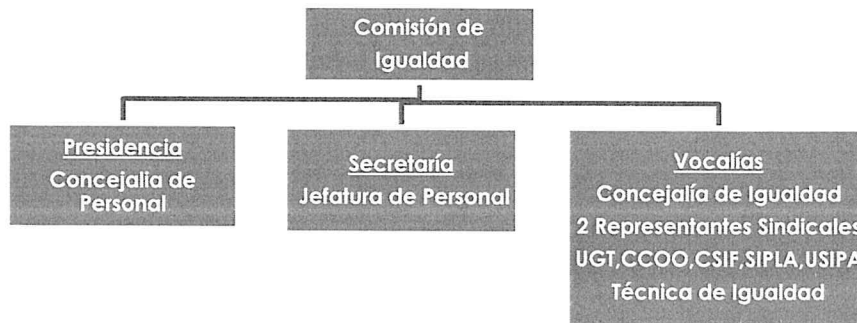 Comisión de
Igualdad
Presidencia
Concejalia de
Personal
Secretaría
Jefatura de Personal
Vocalías
Concejalía de Igualdad
2 Representantes Sindicales
UGT,CCOO,CSIF,SIPLA,USIPA
Técnica de Igualdad